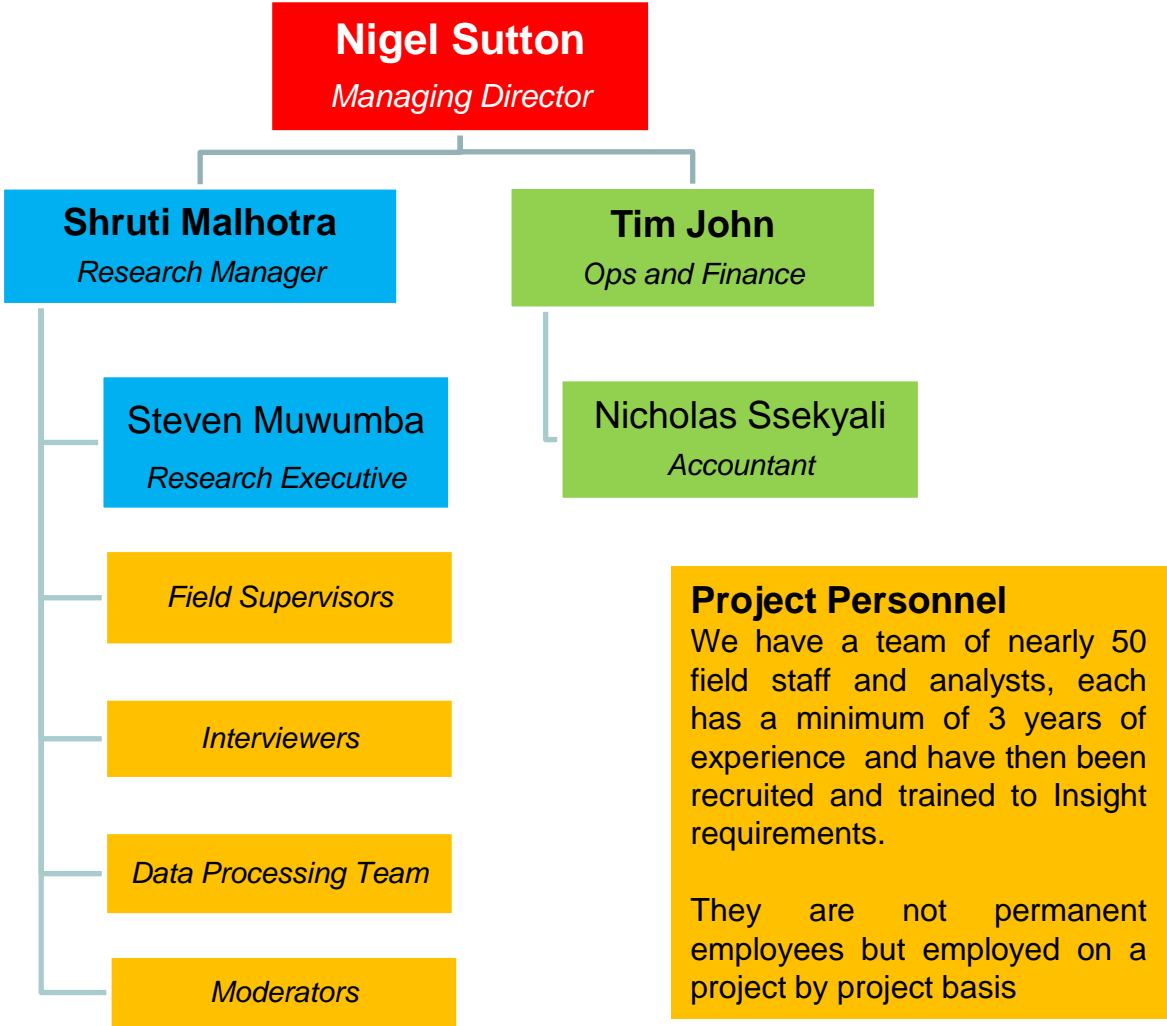 Nigel Sutton
Managing Director
Shruti Malhotra
Research Manager
Tim John
Ops and Finance
Steven Muwumba
Research Executive
Nicholas Ssekyali
Accountant
Field Supervisors
Interviewers
Data Processing Team
Moderators
Project Personnel
We have a team of nearly 50
field staff and analysts, each
has a minimum of 3 years of
experience and have then been
recruited and trained to Insight
requirements.
They are not permanent
employees but employed on a
project by project basis